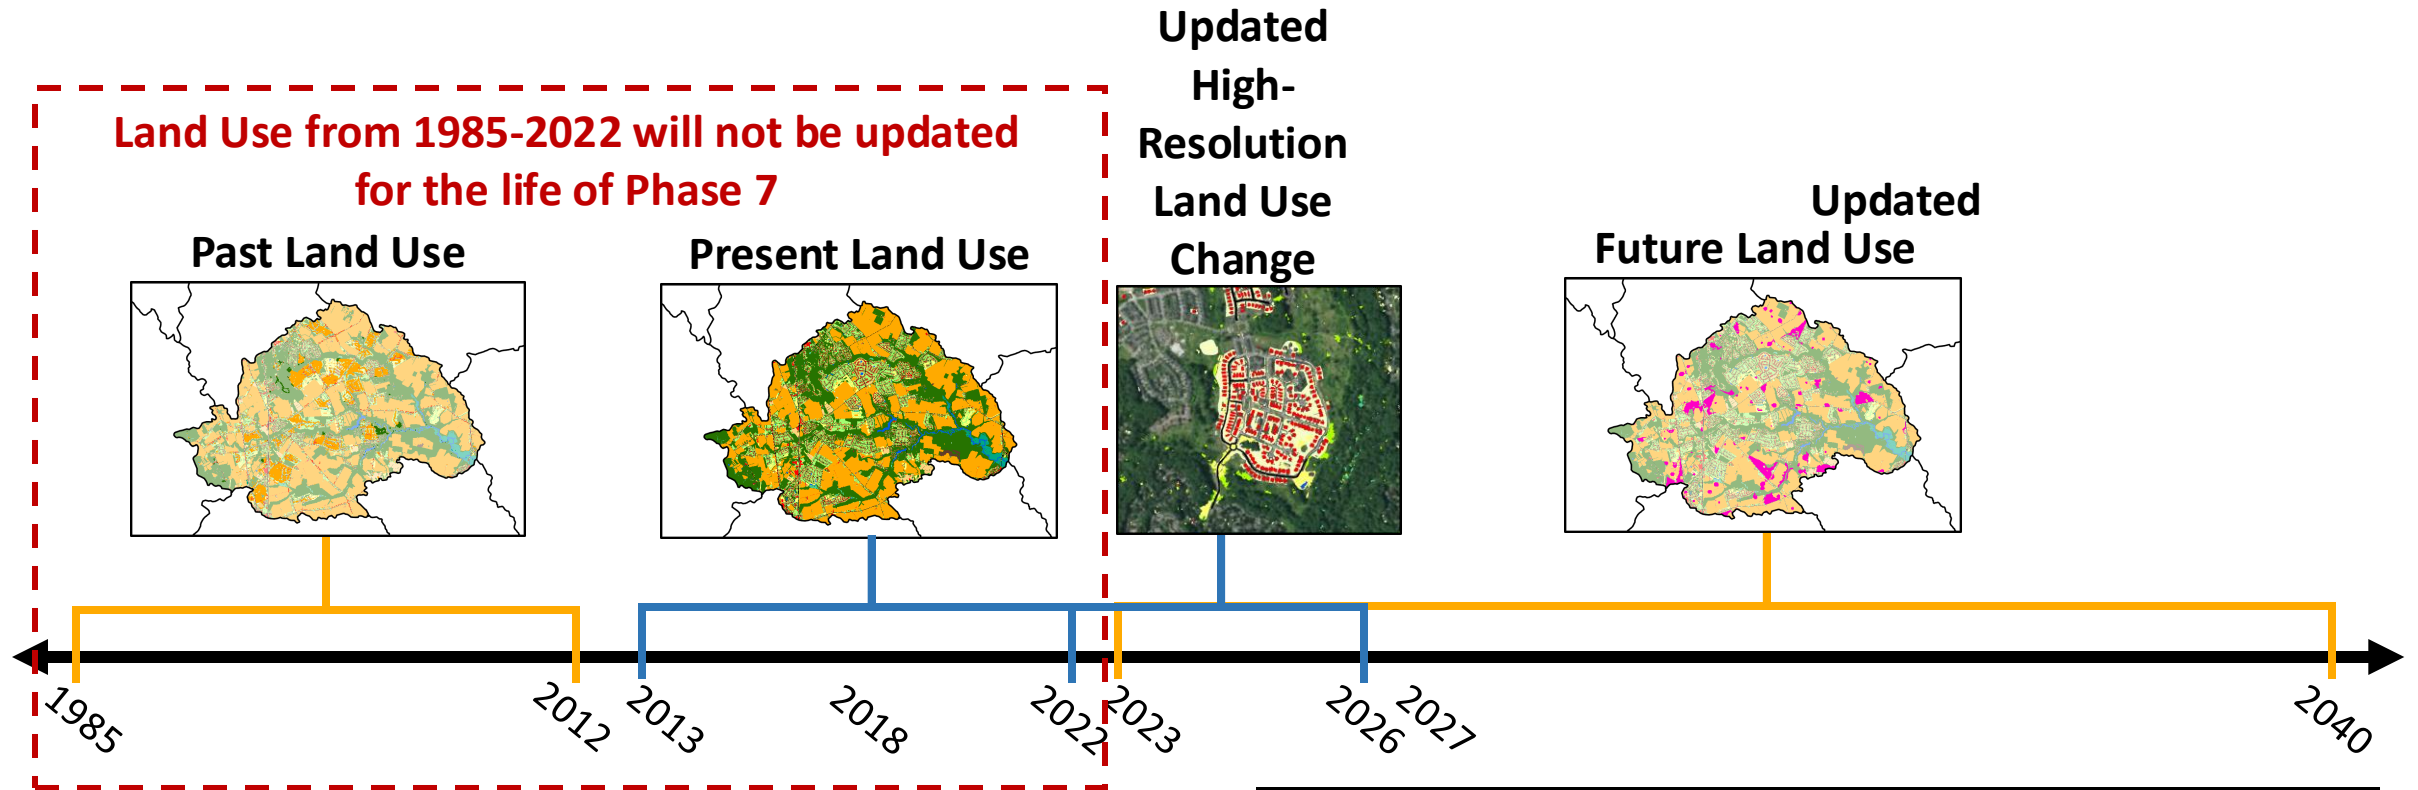 Updated
High-
Resolution
Land Use
Change
Land Use from 1985-2022 will not be updated
for the life of Phase 7
Past Land Use
Present Land Use
Updated
Future Land Use
1985
2012
2013
2018
2022
2023
2026
2027
2040